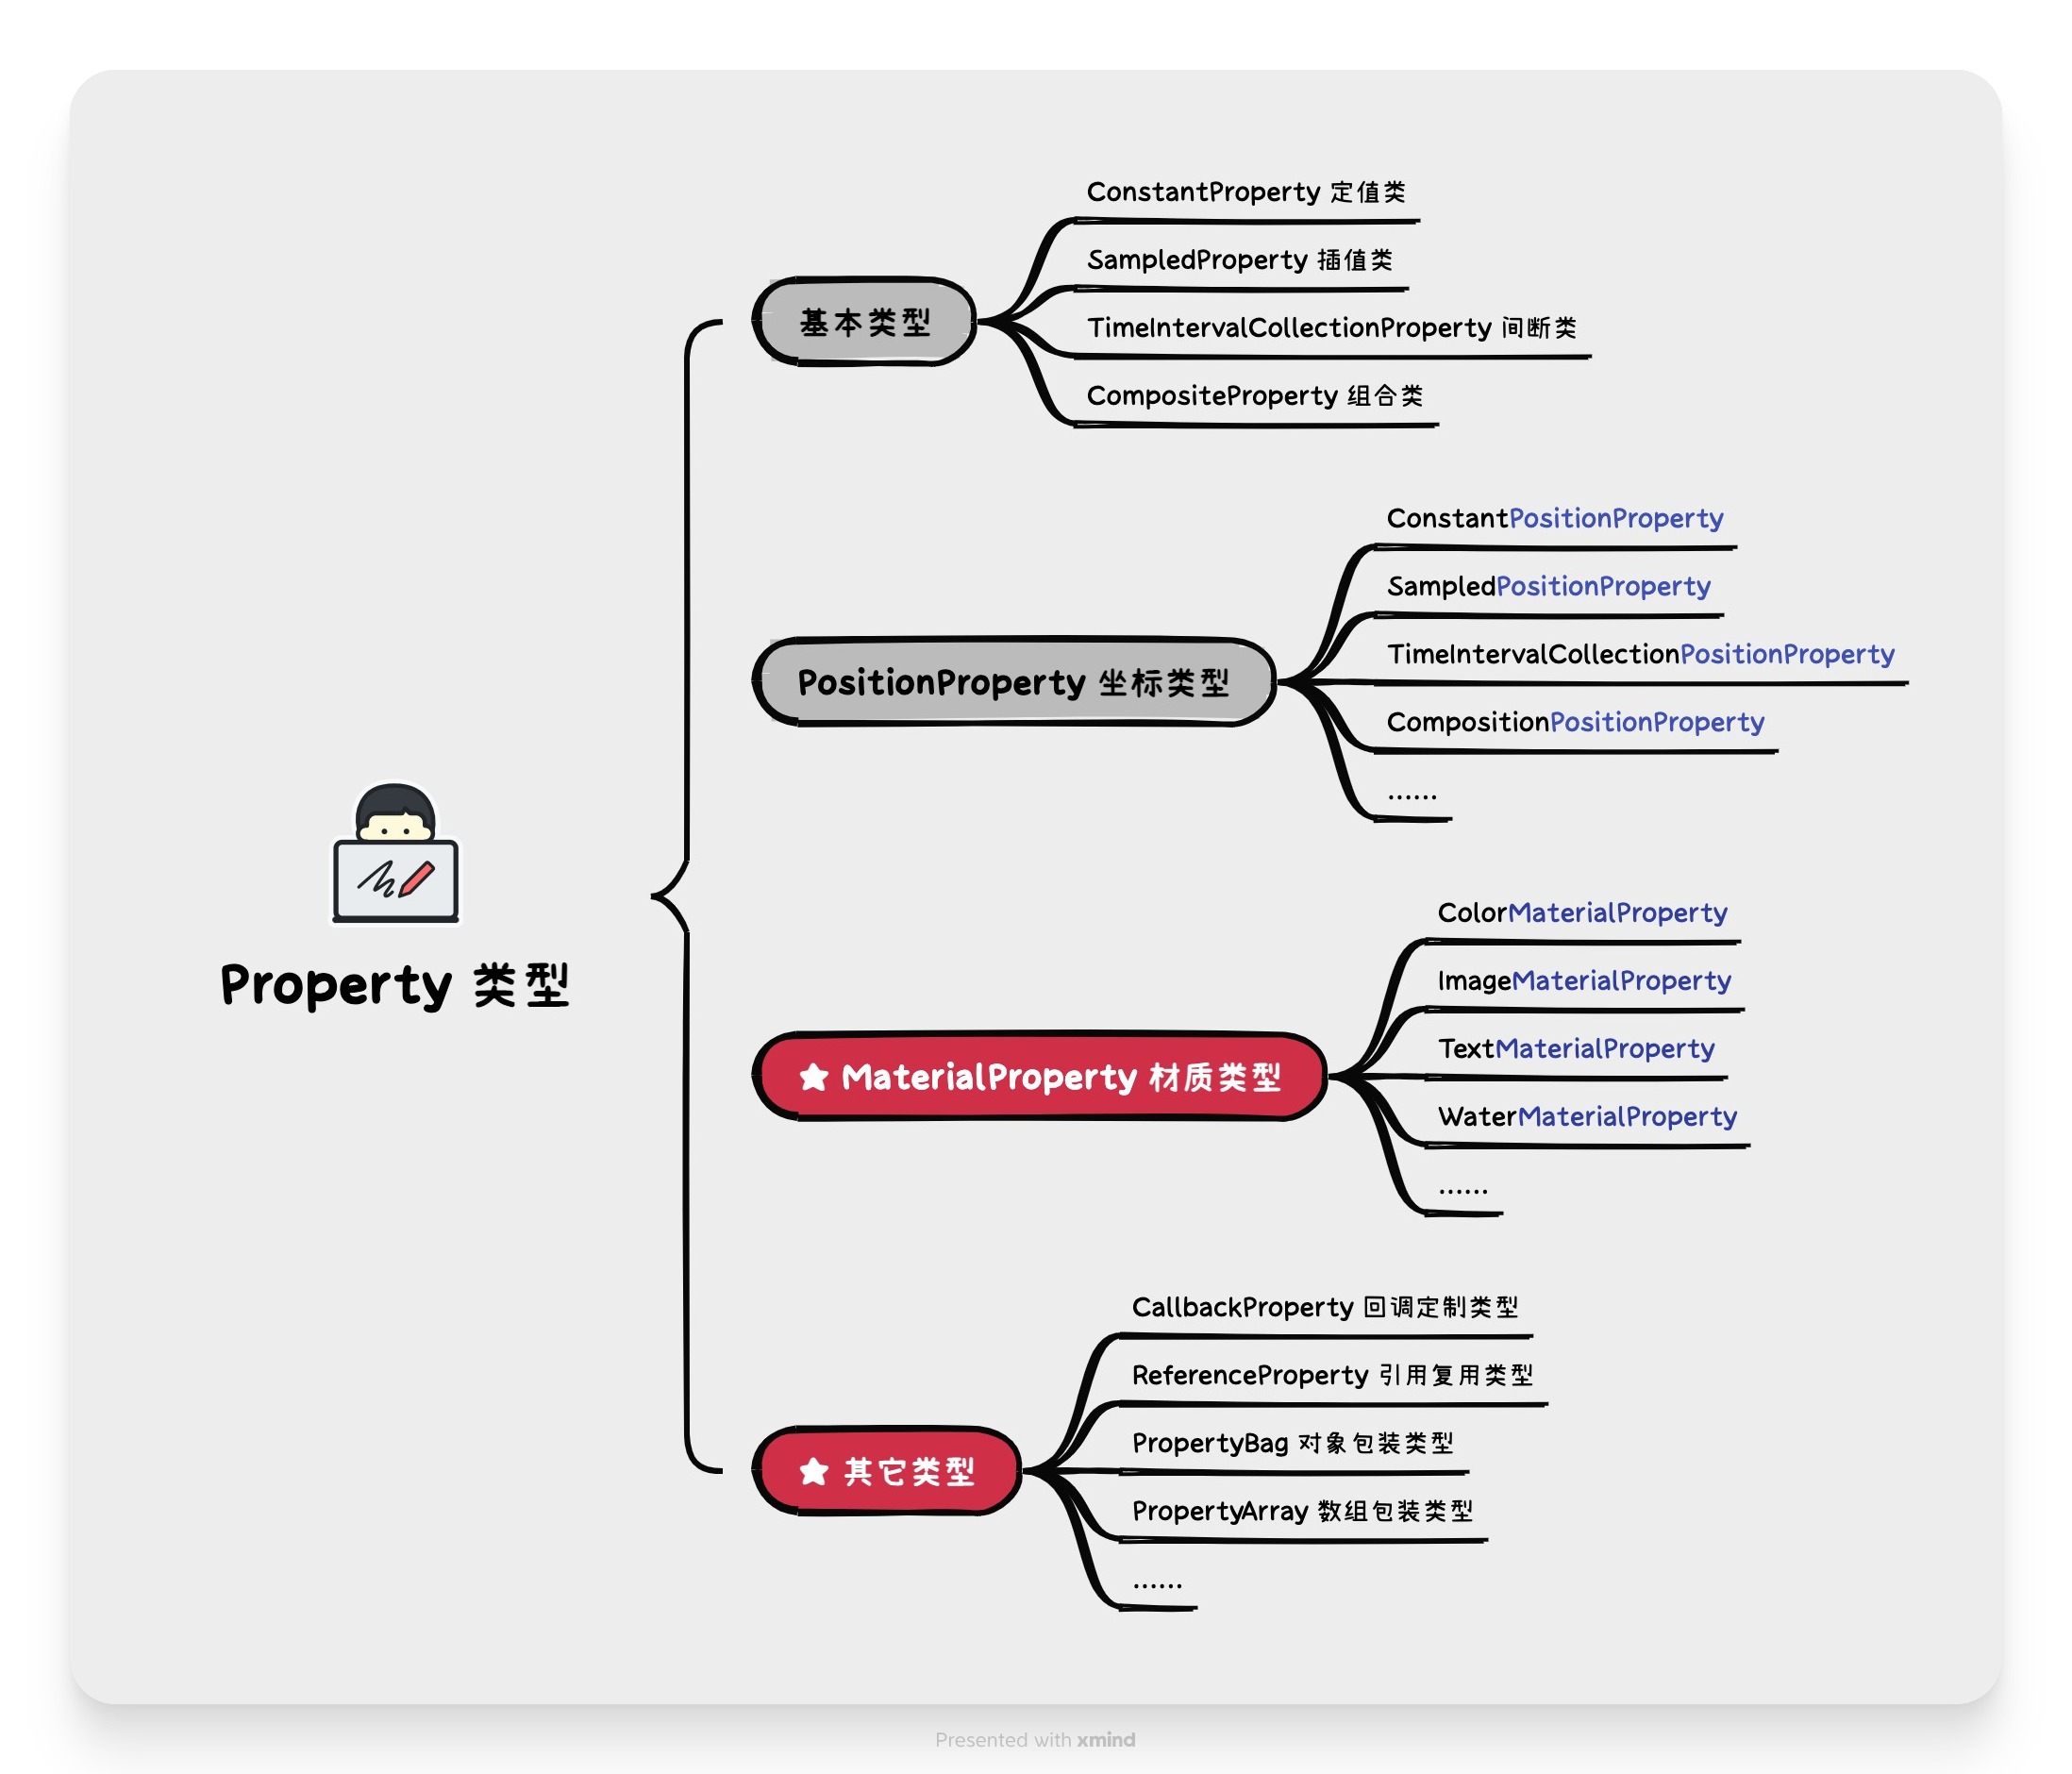 Property 类型
基本类型
ConstantProperty 定值类
SampledProperty 插值类
TimeIntervalCollectionProperty 间断类
CompositeProperty 组合类
PositionProperty 坐标类型
ConstantPositionProperty
SampledPositionProperty
TimeIntervalCollectionPositionProperty
CompositionPositionProperty
......
★ MaterialProperty 材质类型
ColorMaterialProperty
ImageMaterialProperty
TextMaterialProperty
WaterMaterialProperty
......
★ 其它类型
CallbackProperty 回调定制类型
ReferenceProperty 引用复用类型
PropertyBag 对象包装类型
PropertyArray 数组包装类型
......
Presented with xmind